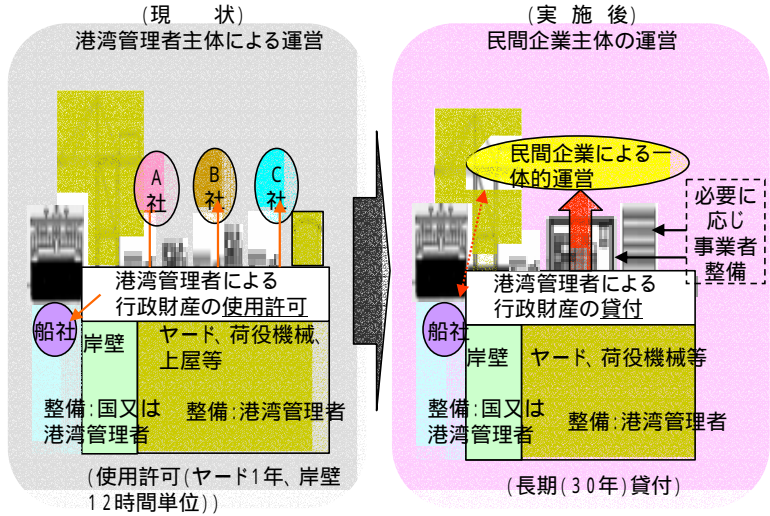 (現　　状)
港湾管理者主体による運営
A
社
B
社
C
社
港湾管理者による
行政財産の使用許可
船社
岸壁
ヤード、荷役機械、
上屋等
整備:国又は
港湾管理者
整備:港湾管理者
(使用許可(ヤード1年、岸壁
12時間単位))
(実 施 後)
民間企業主体の運営
民間企業による一
体的運営
必要に
応じ
事業者
整備
港湾管理者による
行政財産の貸付
船社
岸壁
ヤード、荷役機械等
整備:国又は
港湾管理者
整備:港湾管理者
(長期(30年)貸付)